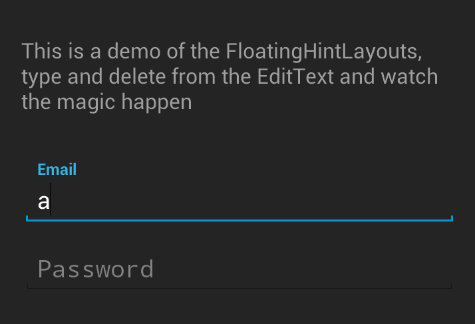 This is a demo of the FloatingHintLayouts,
type and delete from the EditText and watch
the magic happen
Email
a
Password